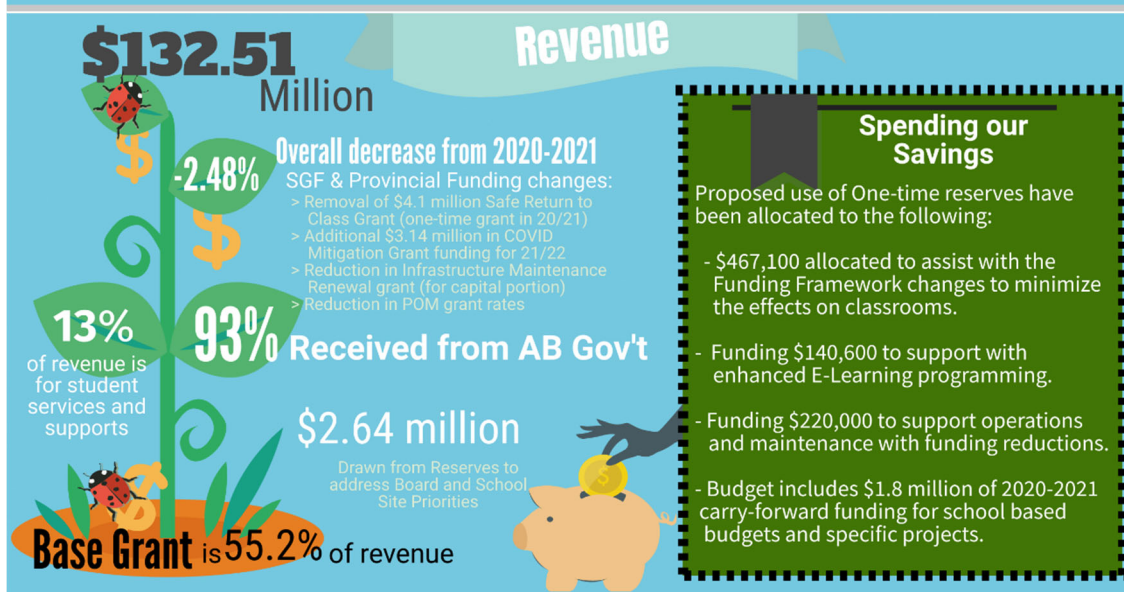 Revenue
$132.51
Million
-2.48%
Overall decrease from 2020-2021
SGF & Provincial Funding changes:
> Removal of $4.1 million Safe Return to
Class Grant (one-time grant in 20/21)
> Additional $3.14 million in COVID
Mitigation Grant funding for 21/22
> Reduction in Infrastructure Maintenance
Renewal grant (for capital portion)
> Reduction in POM grant rates
13%
of revenue is
for student
services and
supports
93% Received from AB Gov't
$2.64 million
Drawn from Reserves to
address Board and School
Site Priorities
Base Grant is 55.2% of revenue
Spending our
Savings
Proposed use of One-time reserves have
been allocated to the following:
- $467,100 allocated to assist with the
Funding Framework changes to minimize
the effects on classrooms.
- Funding $140,600 to support with
enhanced E-Learning programming.
- Funding $220,000 to support operations
and maintenance with funding reductions.
- Budget includes $1.8 million of 2020-2021
carry-forward funding for school based
budgets and specific projects.